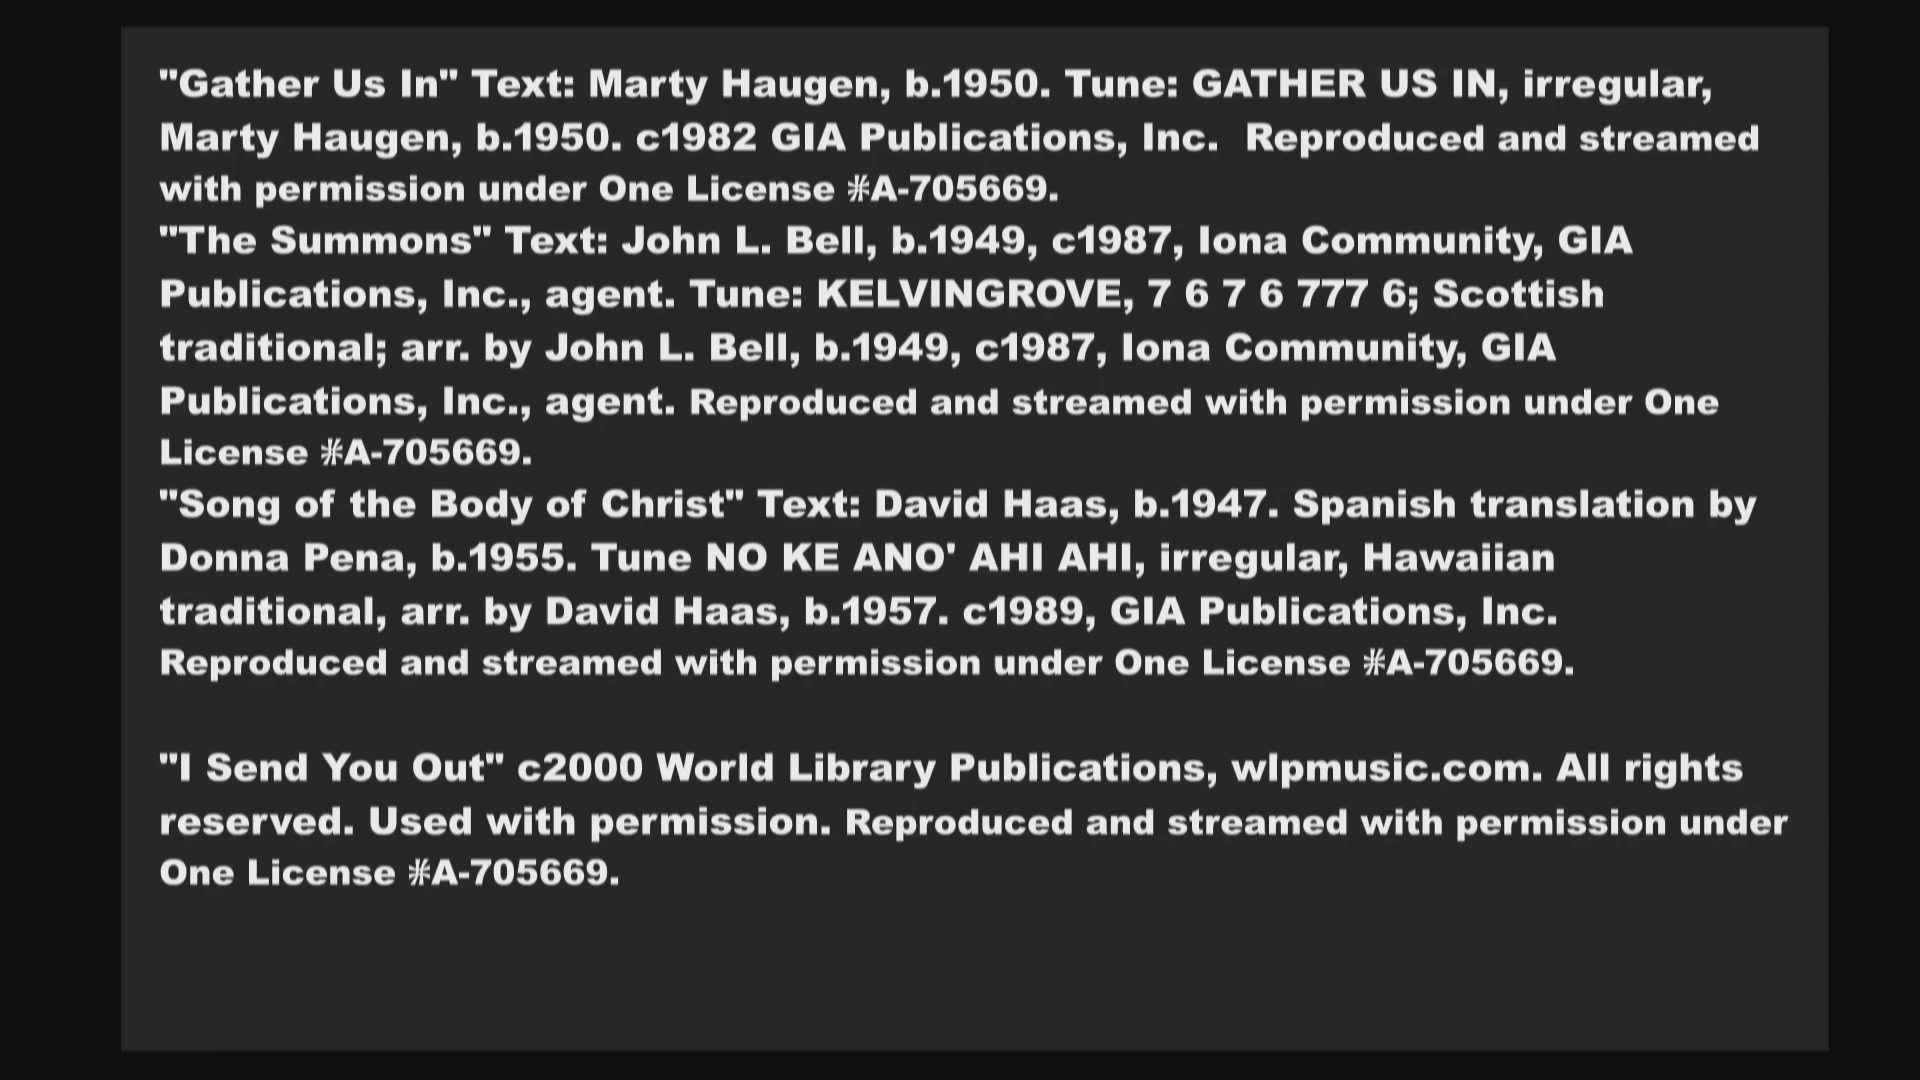 "Gather Us In" Text: Marty Haugen, b.1950. Tune: GATHER US IN, irregular,
Marty Haugen, b.1950. c1982 GIA Publications, Inc.  Reproduced and streamed
with permission under One License #A-705669.
"The Summons" Text: John L. Bell, b.1949, c1987, Iona Community, GIA
Publications, Inc., agent. Tune: KELVINGROVE, 7 6 7 6 777 6; Scottish
traditional; arr. by John L. Bell, b.1949, c1987, Iona Community, GIA
Publications, Inc., agent. Reproduced and streamed with permission under One
License #A-705669.
"Song of the Body of Christ" Text: David Haas, b.1947. Spanish translation by
Donna Pena, b.1955. Tune NO KE ANO' AHI AHI, irregular, Hawaiian
traditional, arr. by David Haas, b.1957. c1989, GIA Publications, Inc.
Reproduced and streamed with permission under One License #A-705669.
"I Send You Out" c2000 World Library Publications, wlpmusic.com. All rights
reserved. Used with permission. Reproduced and streamed with permission under
One License #A-705669.